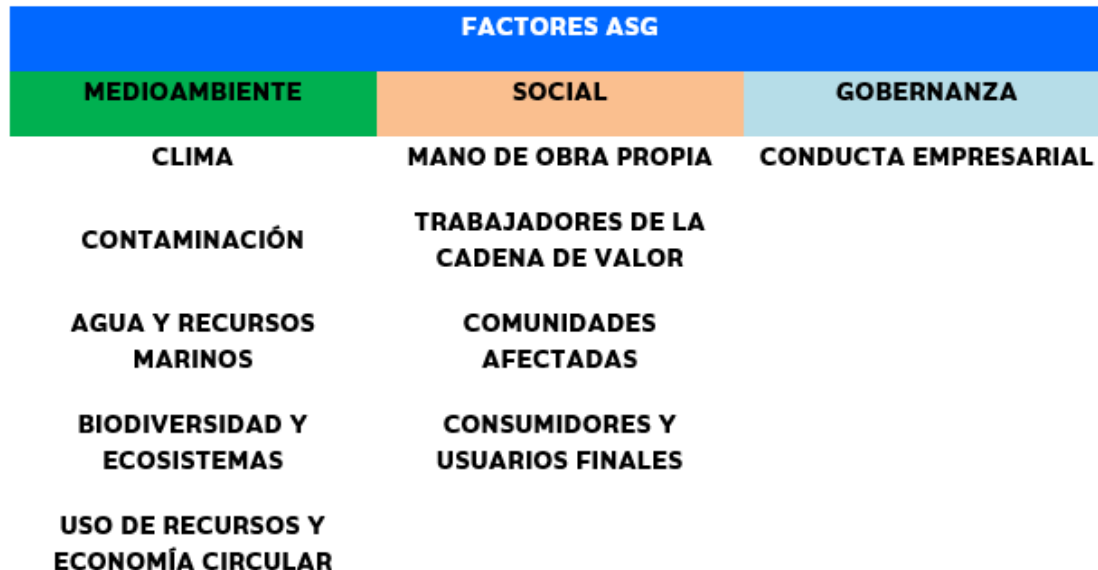 FACTORES ASG
MEDIOAMBIENTE SOCIAL GOBERNANZA
CLIMA MANO DE OBRA PROPIA CONDUCTA EMPRESARIAL
CONTAMINACIÓN
TRABAJADORES DE LA
CADENA DE VALOR
AGUA Y RECURSOS
MARINOS
COMUNIDADES
AFECTADAS
BIODIVERSIDAD Y
ECOSISTEMAS
CONSUMIDORES Y
USUARIOS FINALES
USO DE RECURSOS Y
ECONOMÍA CIRCULAR